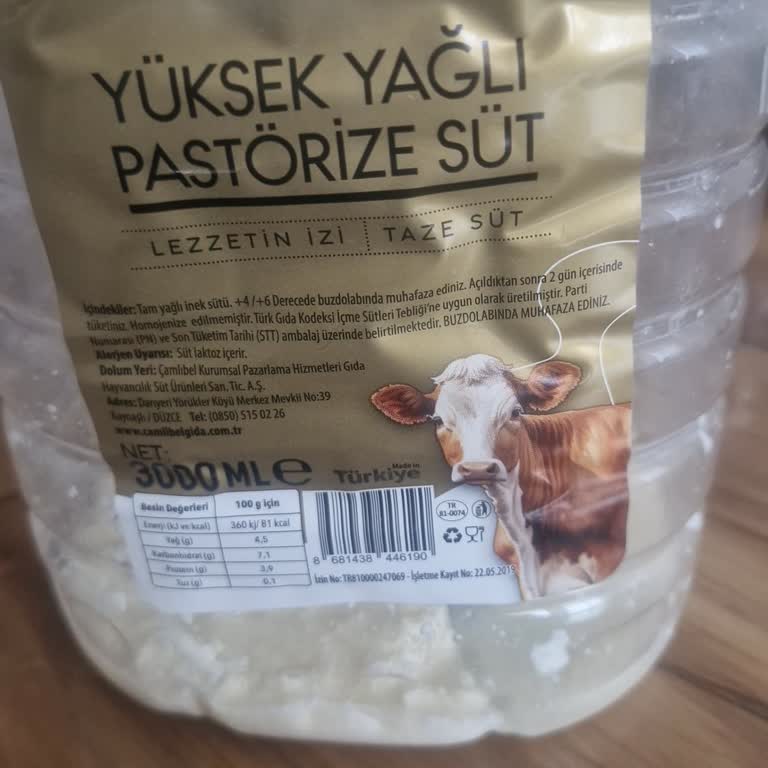 YÜKSEK YAĞLI
PASTÖRİZE SÜT
LEZZETİN İZİ | TAZE SÜT
İçindekiler: Tam yağlı inek sütü. +4 /+6 Derecede buzdolabında muhafaza ediniz. Açıldıktan sonra 2 gün içerisinde
tüketiniz. Homojenize edilmemiştir. Türk Gıda Kodeksi İçme Sütleri Tebliği'ne uygun olarak üretilmiştir. Parti
Numarası (PN) ve Son Tüketim Tarihi (STT) ambalaj üzerinde belirtilmektedir. BUZDOLABINDA MUHAFAZA EDİNİZ.
Alerjen Uyarısı: Süt laktoz içerir.
Dolum Yeri: Çamlıbel Kurumsal Pazarlama Hizmetleri Gıda
Hayvancılık Süt Ürünleri San. Tic. A.Ş.
Adres: Darıyeri Yörükler Köyü Merkez Mevkii No:39
Kaynaşlı / DÜZCE Tel: (0850) 515 02 26
www.camlibelgida.com.tr
NET:
3000 ML e
Made in
Türkiye
Besin Değerleri 100 g için
Enerji (kJ ve kcal) 360 kj/ 81 kcal
Yağ (g) 4,5
Karbonhidrat (g) 7,1
Protein (g) 3,9
Tuz (g) 0,1
TR
81-0074
8 681438 446190
İzin No: TR810000247069 - İşletme Kayıt No: 22.05.2019